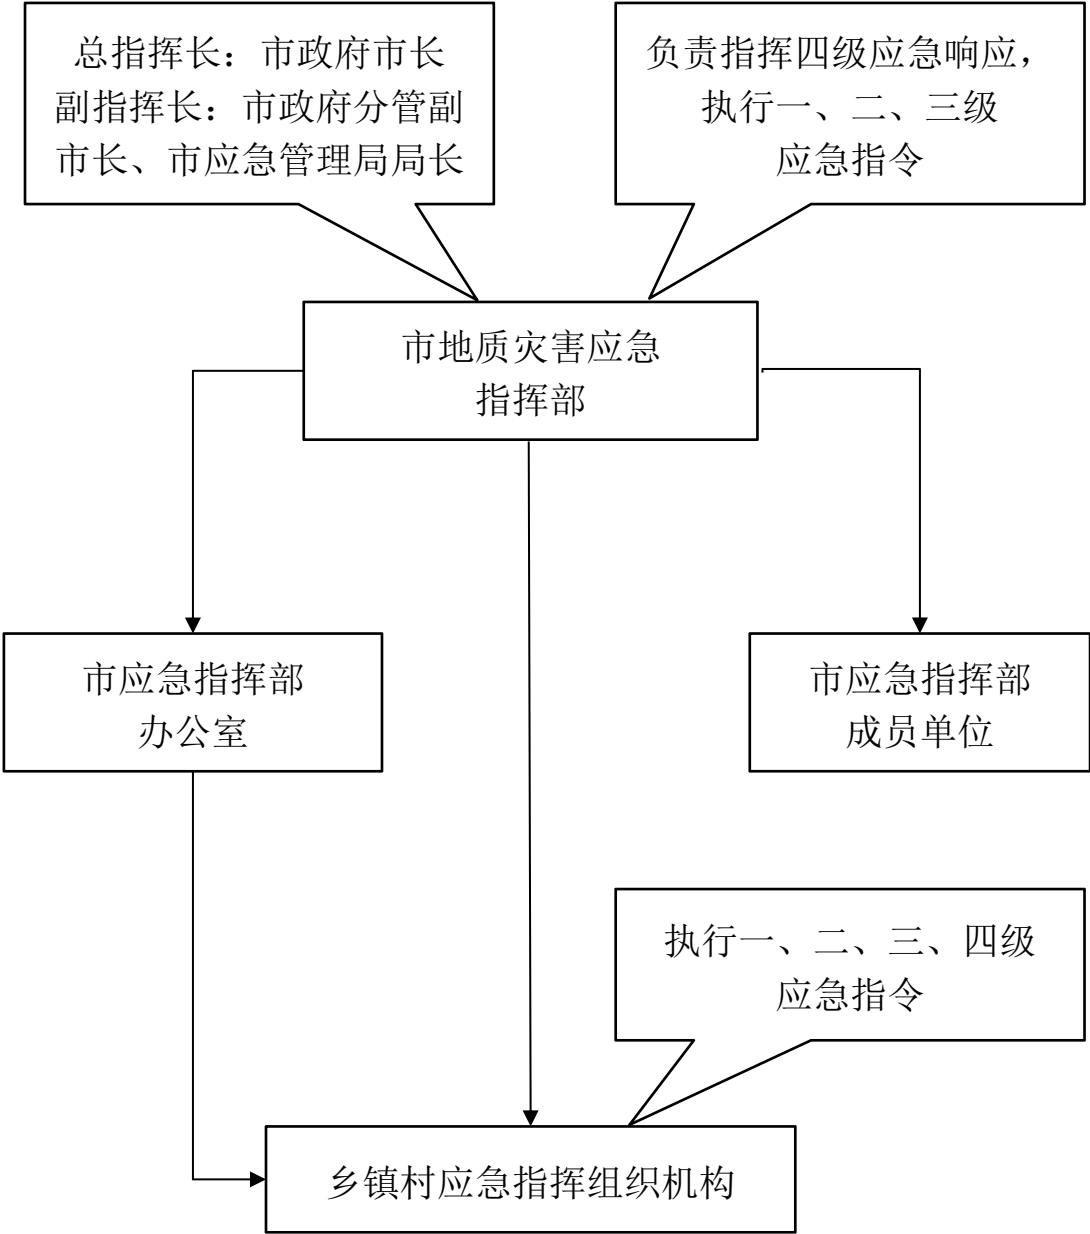 总指挥长：市政府市长
副指挥长：市政府分管副
市长、市应急管理局局长
负责指挥四级应急响应，
执行一、二、三级
应急指令
市地质灾害应急
指挥部
市应急指挥部
办公室
市应急指挥部
成员单位
执行一、二、三、四级
应急指令
乡镇村应急指挥组织机构